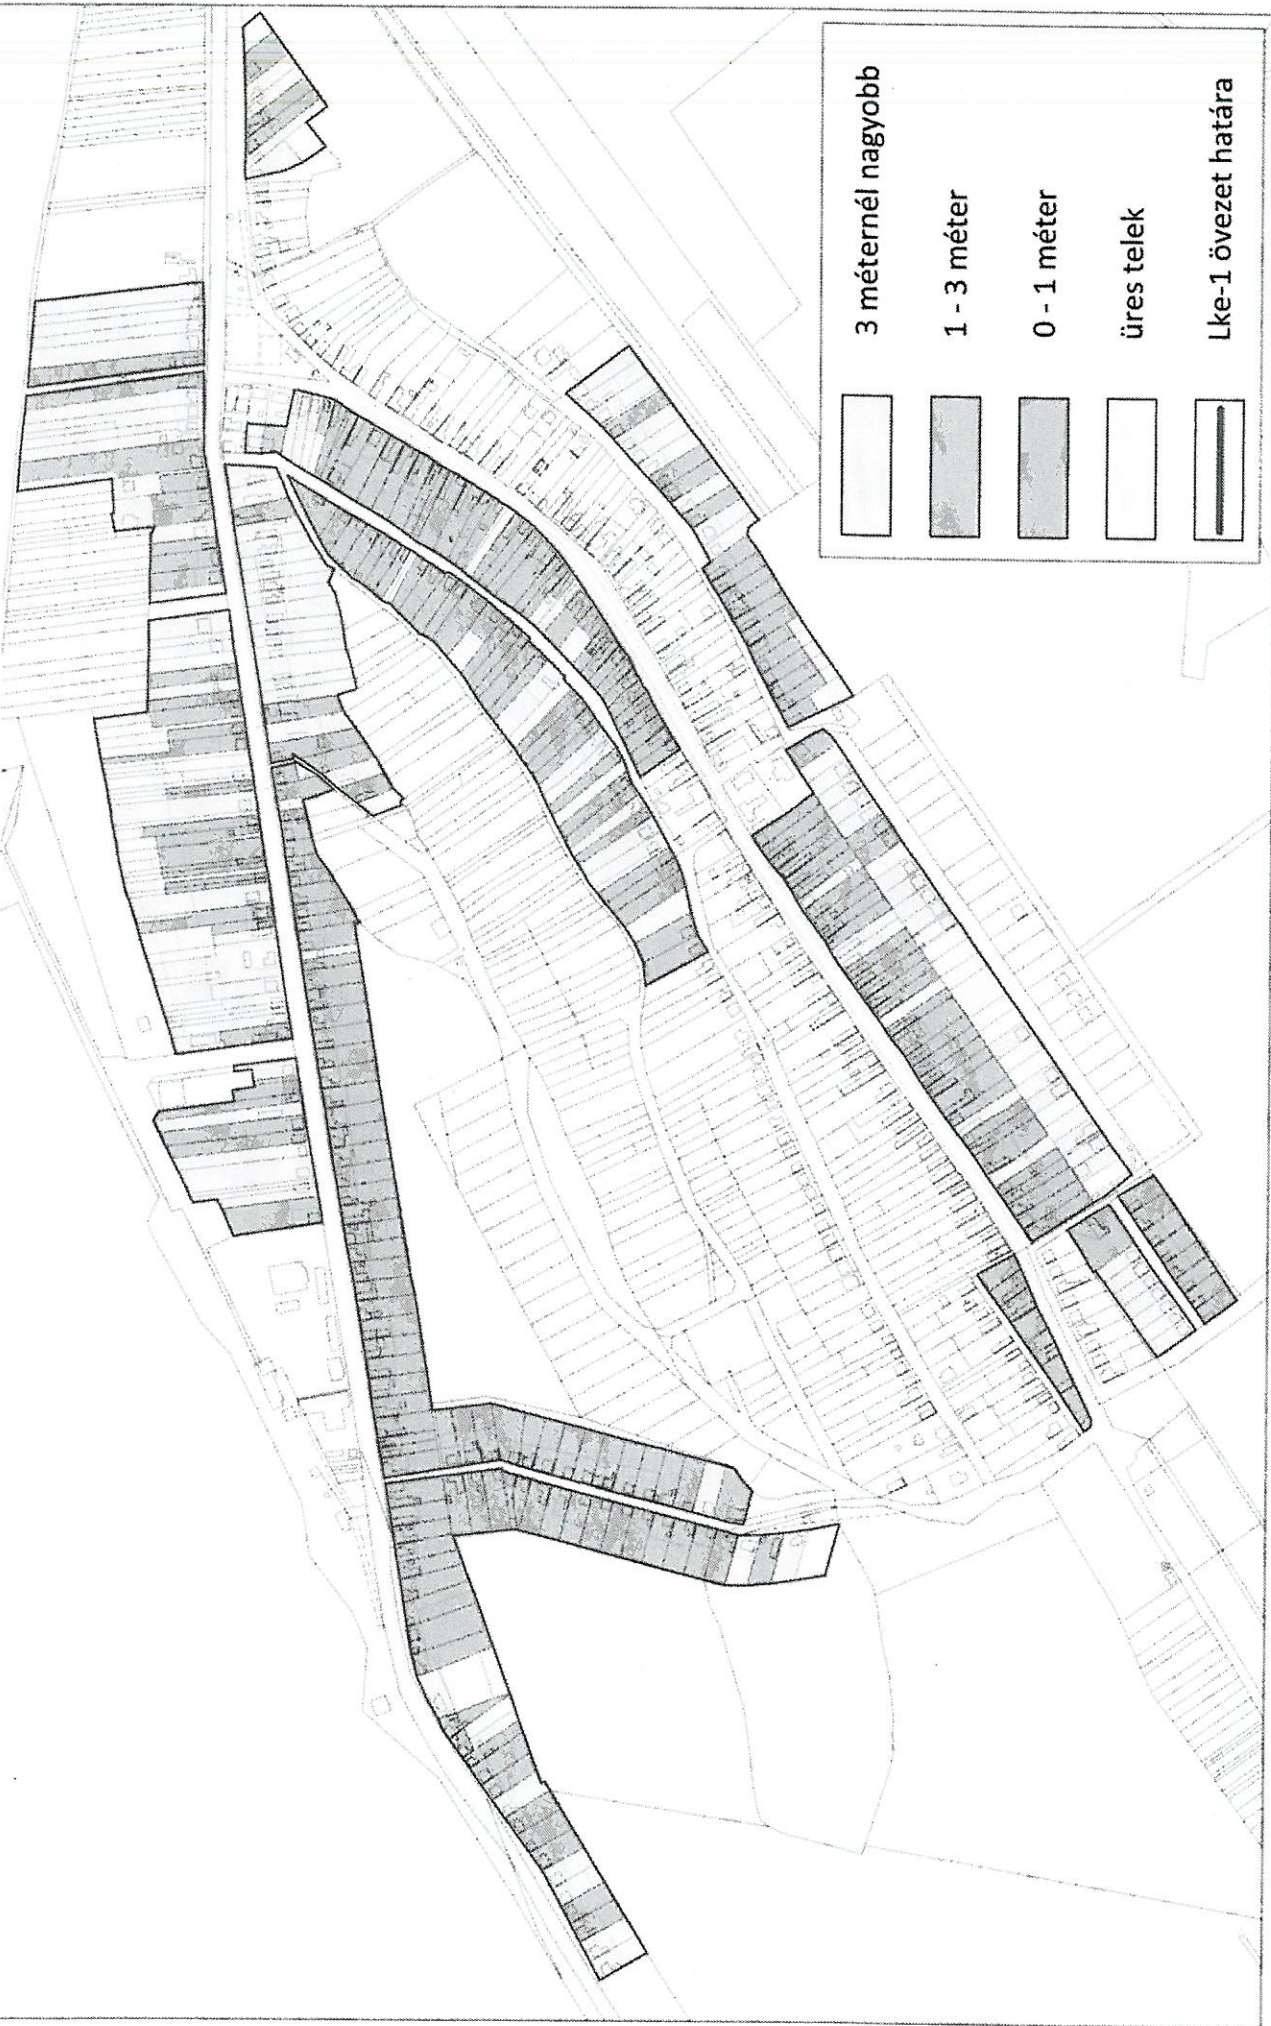 3 méternél nagyobb
1 - 3 méter
0 - 1 méter
üres telek
Lke-1 övezet határa